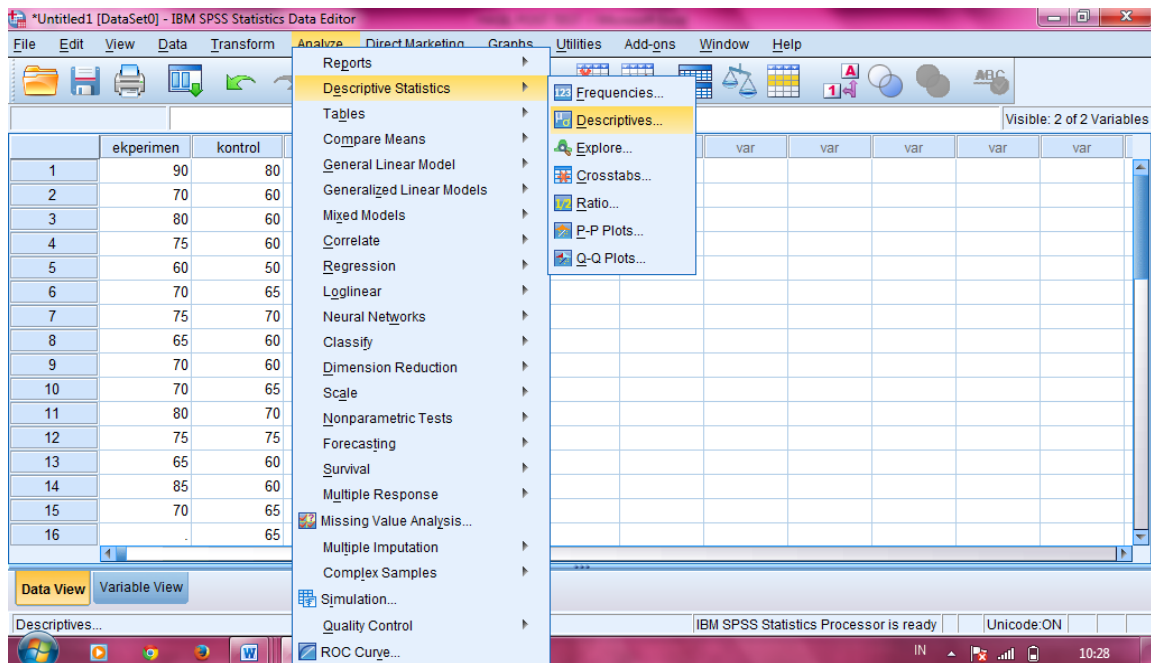 *Untitled1 [DataSet0] - IBM SPSS Statistics Data Editor
File Edit View Data Transform Analyze Direct Marketing Graphs Utilities Add-ons Window Help
Visible: 2 of 2 Variables
Reports
Descriptive Statistics
Tables
Compare Means
General Linear Model
Generalized Linear Models
Mixed Models
Correlate
Regression
Loglinear
Neural Networks
Classify
Dimension Reduction
Scale
Nonparametric Tests
Forecasting
Survival
Multiple Response
Missing Value Analysis...
Multiple Imputation
Complex Samples
Simulation...
Quality Control
ROC Curve...
Frequencies...
Descriptives...
Explore...
Crosstabs...
Ratio...
P-P Plots...
Q-Q Plots...
ekperimen kontrol var var var var var
1 90 80
2 70 60
3 80 60
4 75 60
5 60 50
6 70 65
7 75 70
8 65 60
9 70 60
10 70 65
11 80 70
12 75 75
13 65 60
14 85 60
15 70 65
16 . 65
Data View Variable View
Descriptives... IBM SPSS Statistics Processor is ready Unicode:ON
IN 10:28